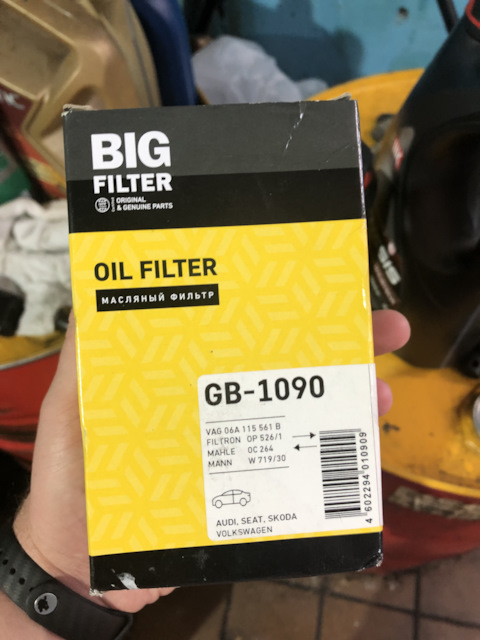 BIG
FILTER
ORIGINAL
& GENUINE PARTS
OIL FILTER
МАСЛЯНЫЙ ФИЛЬТР
GB-1090
VAG 06A 115 561 B
FILTRON OP 526/1
MAHLE OC 264
MANN W 719/30
4 602294 010909
AUDI, SEAT, SKODA
VOLKSWAGEN